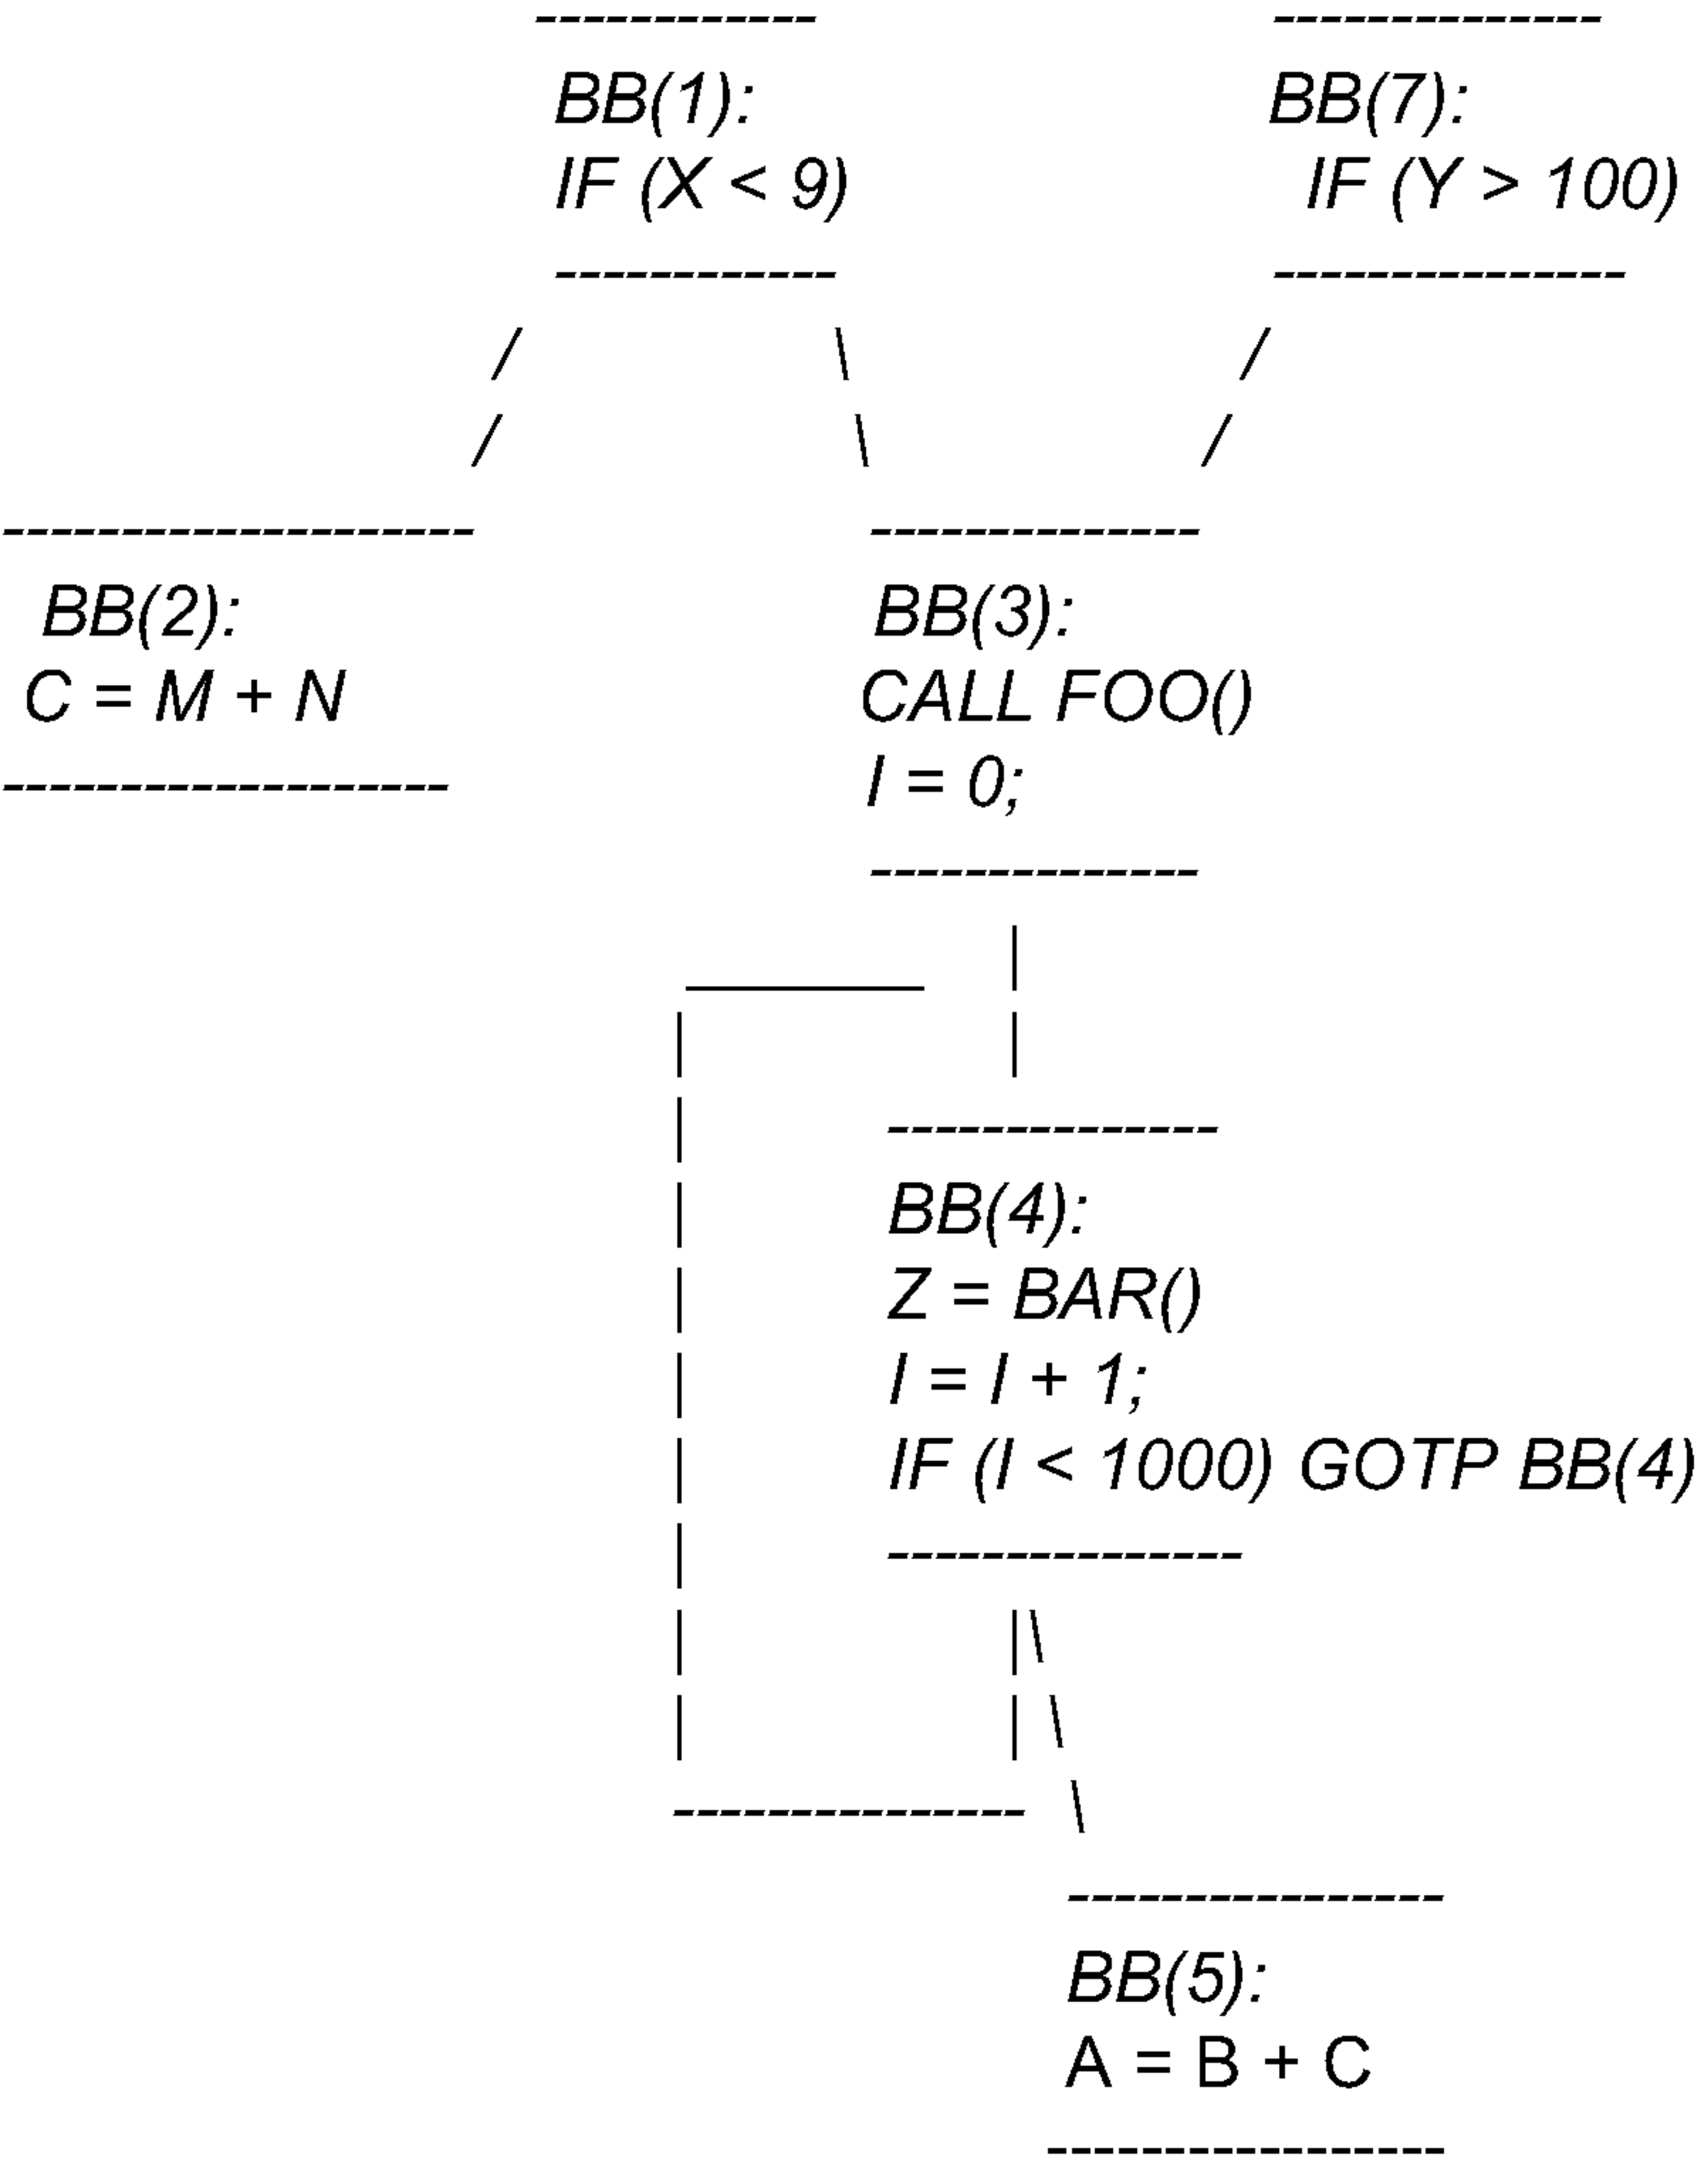 BB(1):
IF (X < 9)
BB(7):
IF (Y > 100)
BB(2):
C = M + N
BB(3):
CALL FOO()
I = 0;
BB(4):
Z = BAR()
I = I + 1;
IF (I < 1000) GOTP BB(4)
BB(5):
A = B + C